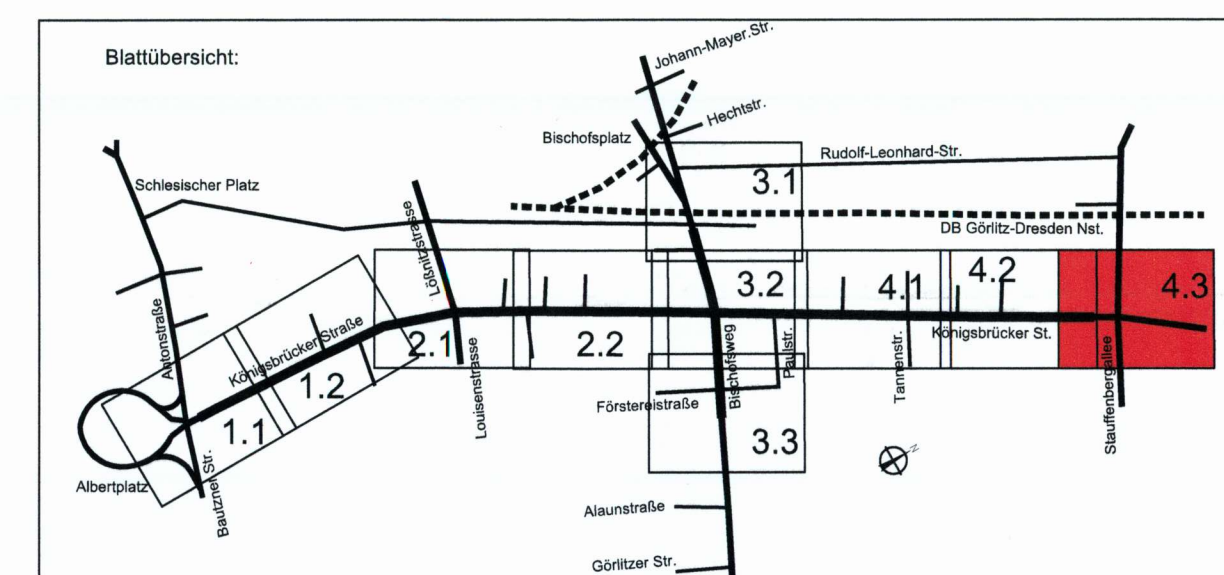 Blattübersicht:
Johann-Mayer.Str.
Hechtstr.
Bischofsplatz
Rudolf-Leonhard-Str.
Schlesischer Platz
3.1
DB Görlitz-Dresden Nst.
Lößnitzstrasse
Antonstraße
Königsbrücker Straße
2.1
2.2
3.2
4.1
4.2
4.3
Königsbrücker St.
1.2
1.1
Louisenstrasse
Förstereistraße
Bischofsweg
Paulstr.
Tannenstr.
Stauffenbergallee
3.3
N
Albertplatz
Bautzner Str.
Alaunstraße
Görlitzer Str.